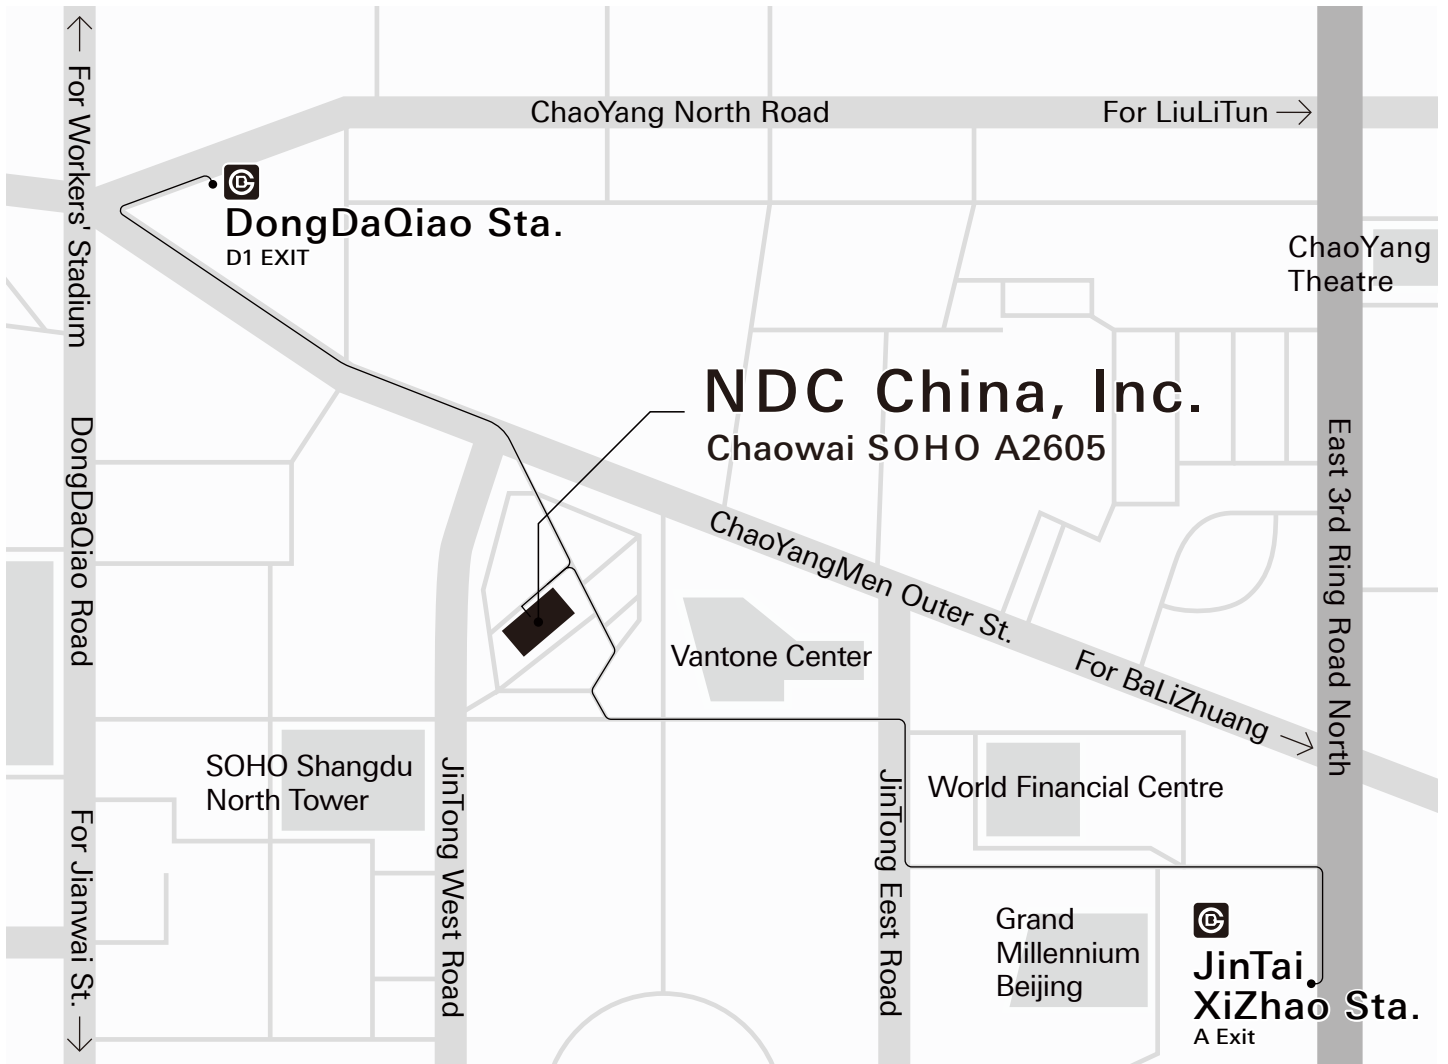 For Workers' Stadium
ChaoYang North Road
For LiuLiTun
DongDaQiao Sta.
D1 EXIT
ChaoYang
Theatre
NDC China, Inc.
Chaowai SOHO A2605
DongDaQiao Road
East 3rd Ring Road North
ChaoYangMen Outer St.
For BaLiZhuang
Vantone Center
SOHO Shangdu
North Tower
JinTong West Road
JinTong Eest Road
World Financial Centre
For Jianwai St.
Grand
Millennium
Beijing
JinTai
XiZhao Sta.
A Exit